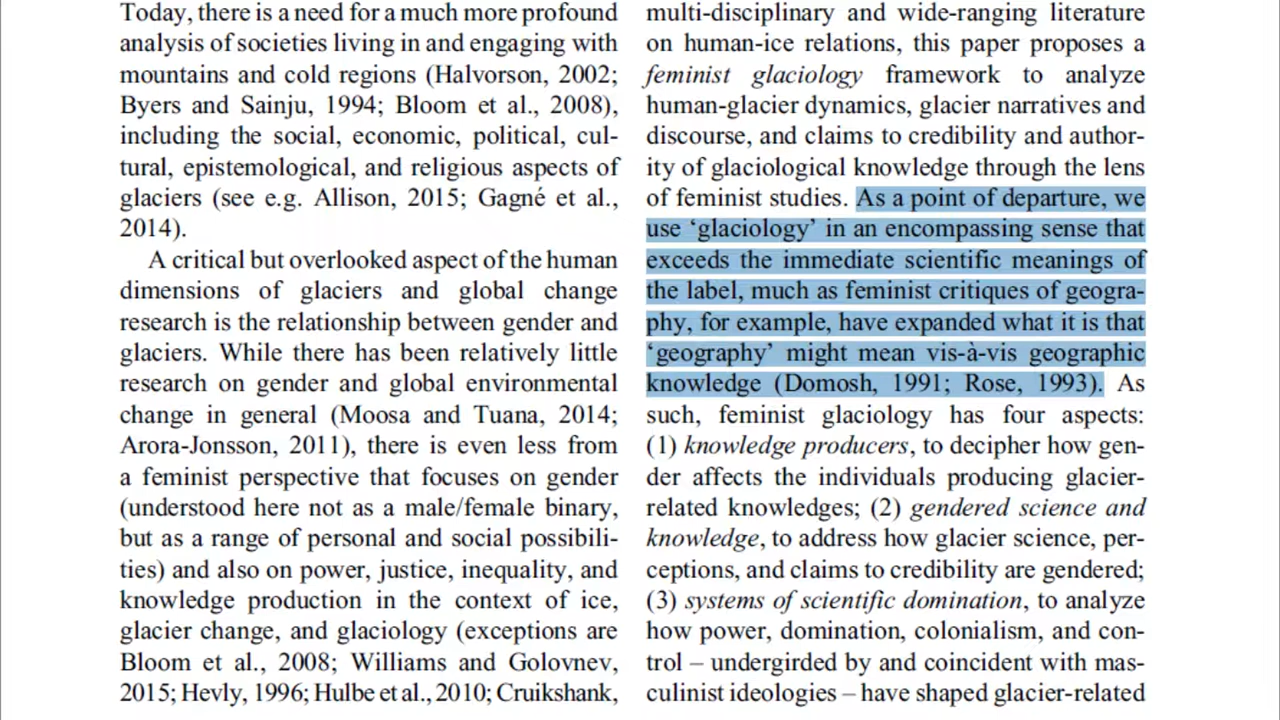 Today, there is a need for a much more profound
analysis of societies living in and engaging with
mountains and cold regions (Halvorson, 2002;
Byers and Sainju, 1994; Bloom et al., 2008),
including the social, economic, political, cul-
tural, epistemological, and religious aspects of
glaciers (see e.g. Allison, 2015; Gagné et al.,
2014).
A critical but overlooked aspect of the human
dimensions of glaciers and global change
research is the relationship between gender and
glaciers. While there has been relatively little
research on gender and global environmental
change in general (Moosa and Tuana, 2014;
Arora-Jonsson, 2011), there is even less from
a feminist perspective that focuses on gender
(understood here not as a male/female binary,
but as a range of personal and social possibili-
ties) and also on power, justice, inequality, and
knowledge production in the context of ice,
glacier change, and glaciology (exceptions are
Bloom et al., 2008; Williams and Golovnev,
2015; Hevly, 1996; Hulbe et al., 2010; Cruikshank,
multi-disciplinary and wide-ranging literature
on human-ice relations, this paper proposes a
feminist glaciology framework to analyze
human-glacier dynamics, glacier narratives and
discourse, and claims to credibility and author-
ity of glaciological knowledge through the lens
of feminist studies. As a point of departure, we
use ‘glaciology’ in an encompassing sense that
exceeds the immediate scientific meanings of
the label, much as feminist critiques of geogra-
phy, for example, have expanded what it is that
‘geography’ might mean vis-à-vis geographic
knowledge (Domosh, 1991; Rose, 1993). As
such, feminist glaciology has four aspects:
(1) knowledge producers, to decipher how gen-
der affects the individuals producing glacier-
related knowledges; (2) gendered science and
knowledge, to address how glacier science, per-
ceptions, and claims to credibility are gendered;
(3) systems of scientific domination, to analyze
how power, domination, colonialism, and con-
trol – undergirded by and coincident with mas-
culinist ideologies – have shaped glacier-related